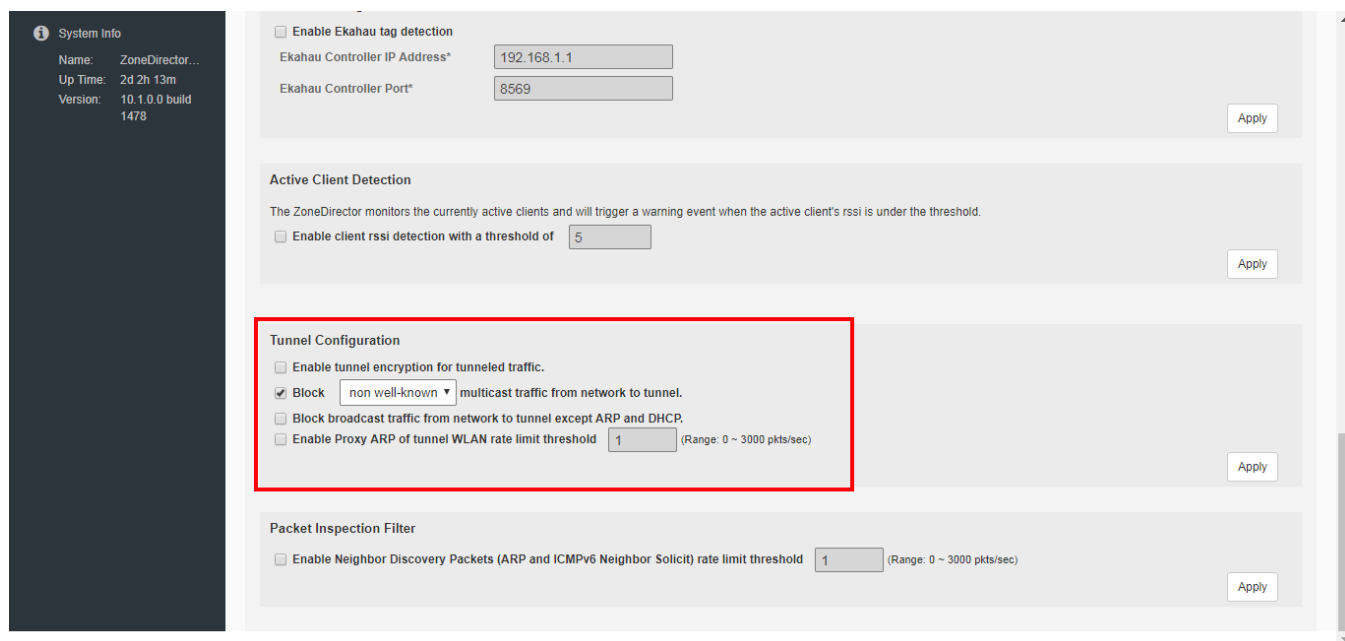 System Info
Name: ZoneDirector...
Up Time: 2d 2h 13m
Version: 10.1.0.0 build
1478
Enable Ekahau tag detection
Ekahau Controller IP Address* 192.168.1.1
Ekahau Controller Port* 8569
Apply
Active Client Detection
The ZoneDirector monitors the currently active clients and will trigger a warning event when the active client's rssi is under the threshold.
Enable client rssi detection with a threshold of 5
Apply
Tunnel Configuration
Enable tunnel encryption for tunneled traffic.
Block non well-known multicast traffic from network to tunnel.
Block broadcast traffic from network to tunnel except ARP and DHCP.
Enable Proxy ARP of tunnel WLAN rate limit threshold 1 (Range: 0 ~ 3000 pkts/sec)
Apply
Packet Inspection Filter
Enable Neighbor Discovery Packets (ARP and ICMPv6 Neighbor Solicit) rate limit threshold 1 (Range: 0 ~ 3000 pkts/sec)
Apply